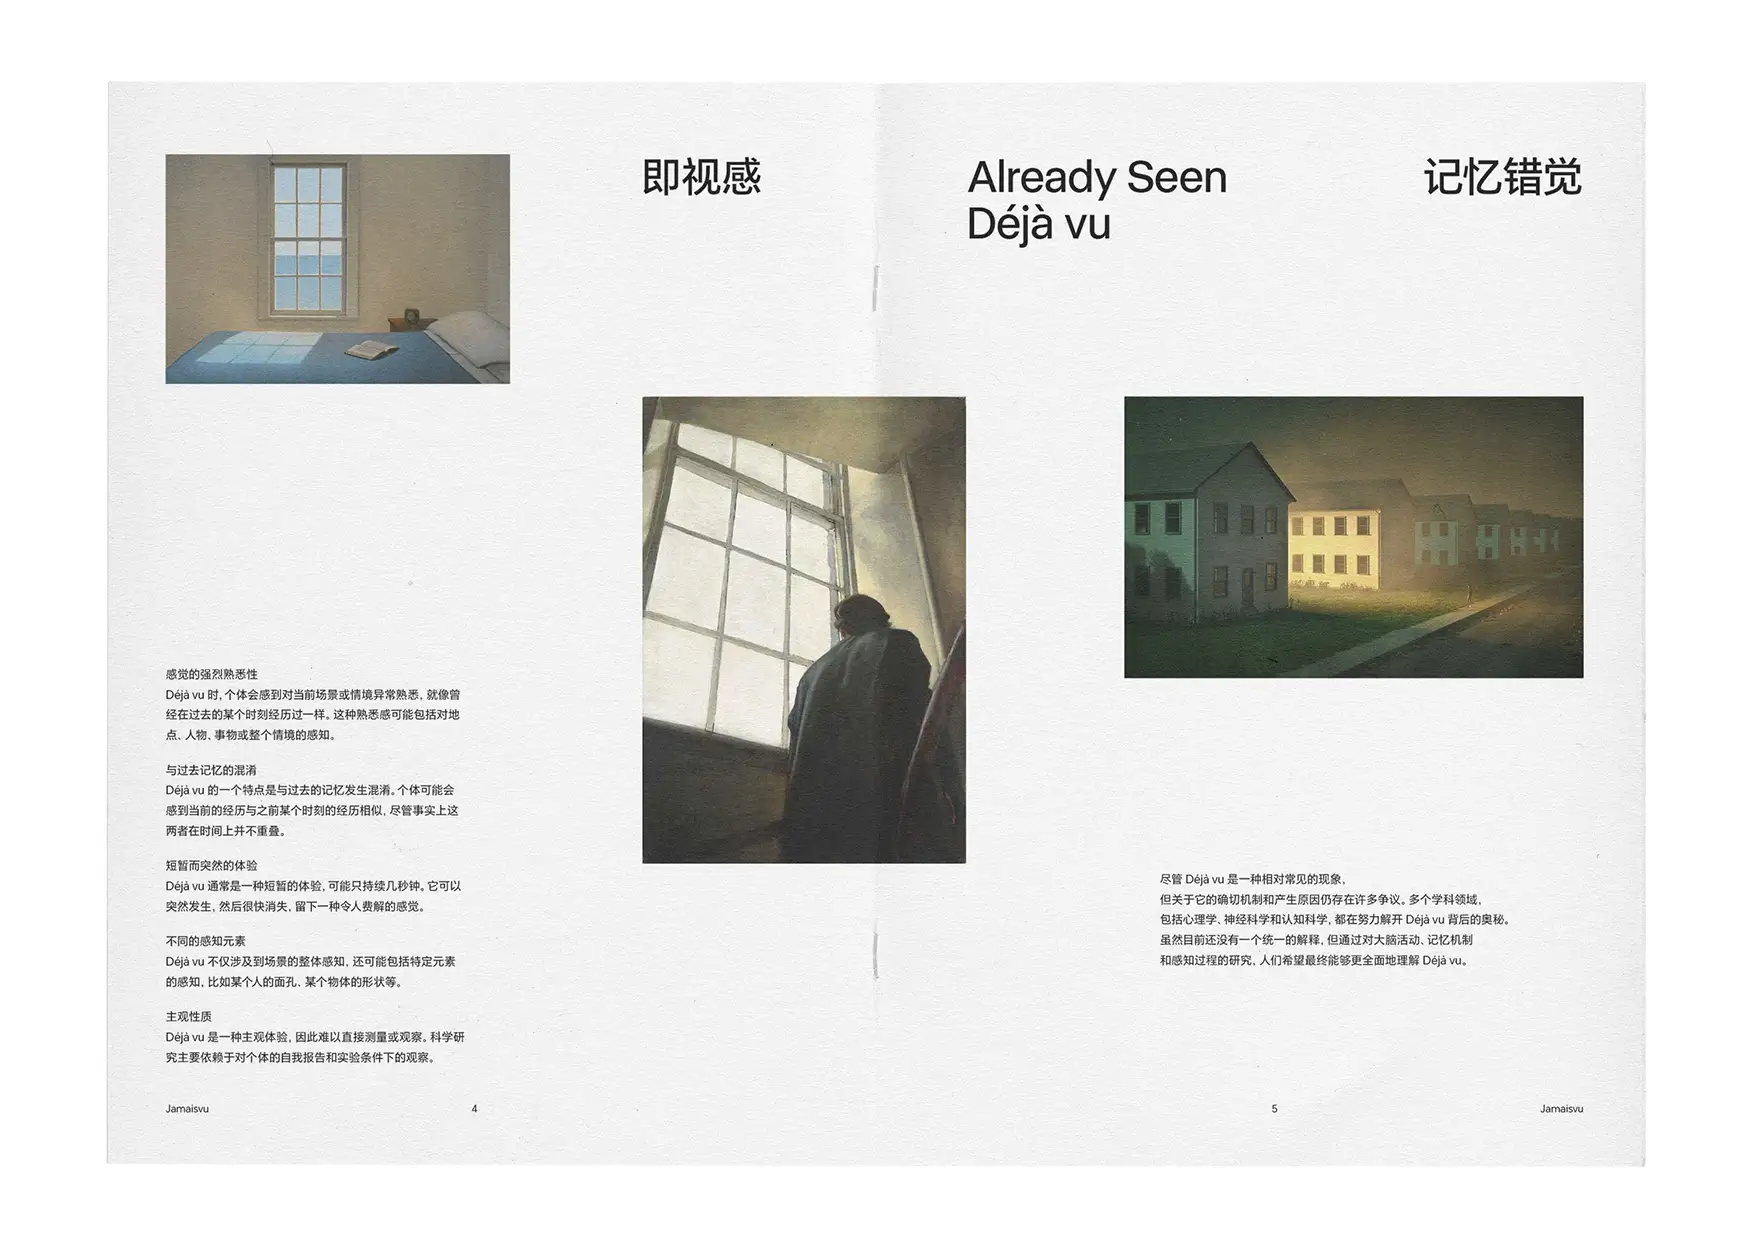 即视感
Already Seen
Déjà vu
记忆错觉
感觉的强烈熟悉性
Déjà vu 时, 个体会感到对当前场景或情境异常熟悉, 就像曾
经在过去的某个时刻经历过一样。这种熟悉感可能包括对地
点、人物、事物或整个情境的感知。
与过去记忆的混淆
Déjà vu 的一个特点是与过去的记忆发生混淆。个体可能会
感到当前的经历与之前某个时刻的经历相似, 尽管事实上这
两者在时间上并不重叠。
短暂而突然的体验
Déjà vu 通常是一种短暂的体验, 可能只持续几秒钟。它可以
突然发生, 然后很快消失, 留下一种令人费解的感觉。
不同的感知元素
Déjà vu 不仅涉及到场景的整体感知, 还可能包括特定元素
的感知, 比如某个人的面孔、某个物体的形状等。
主观性质
Déjà vu 是一种主观体验, 因此难以直接测量或观察。科学研
究主要依赖于对个体的自我报告和实验条件下的观察。
尽管 Déjà vu 是一种相对常见的现象,
但关于它的确切机制和产生原因仍存在许多争议。多个学科领域,
包括心理学、神经科学和认知科学, 都在努力解开 Déjà vu 背后的奥秘。
虽然目前还没有一个统一的解释, 但通过对大脑活动、记忆机制
和感知过程的研究, 人们希望最终能够更全面地理解 Déjà vu。
Jamaisvu
4
5
Jamaisvu